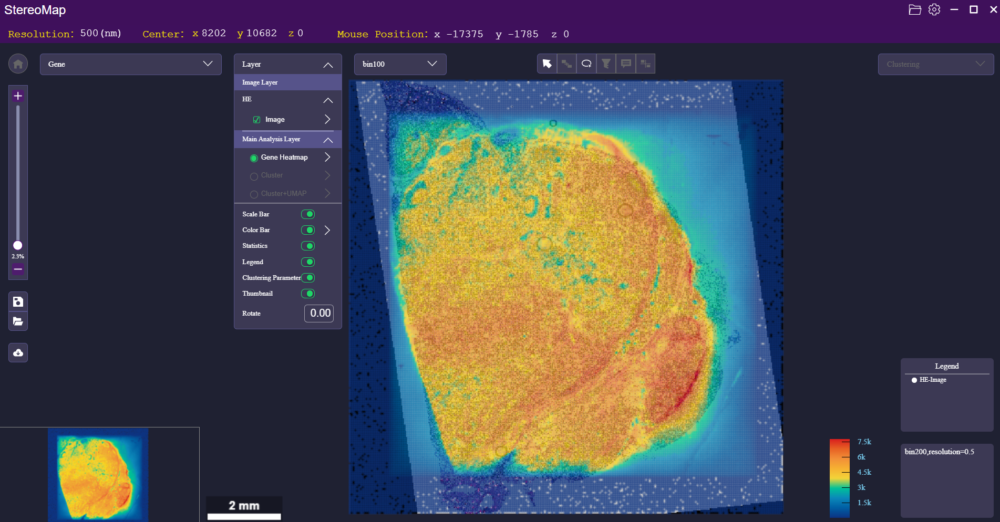 StereoMap
Resolution: 500(nm) Center: x 8202 y 10682 z 0 Mouse Position: x -17375 y -1785 z 0
Gene
Layer
bin100
Clustering
Image Layer
HE
Image
Main Analysis Layer
Gene Heatmap
Cluster
Cluster+UMAP
Scale Bar
Color Bar
Statistics
Legend
Clustering Parameter
Thumbnail
Rotate 0.00
2.3%
Legend
HE-Image
7.5k
6k
4.5k
3k
1.5k
bin200,resolution=0.5
2 mm